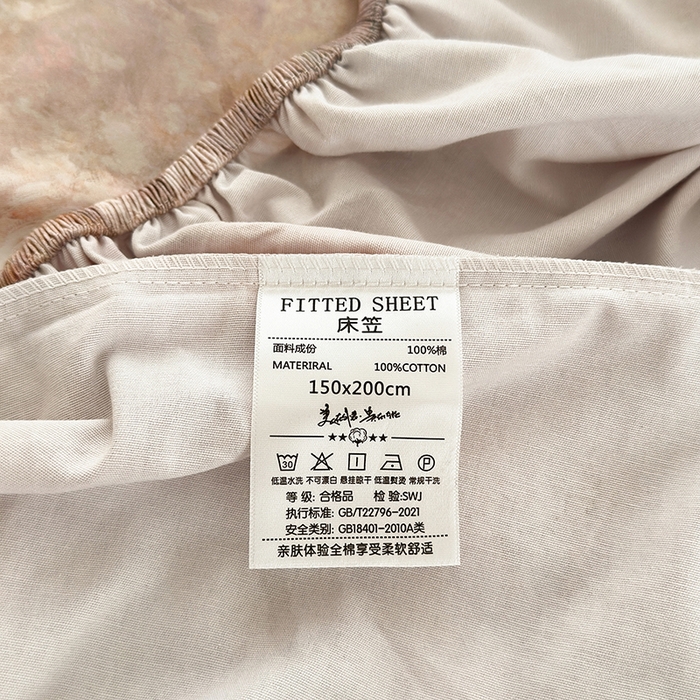 FITTED SHEET
床笠
面料成份 100%棉
MATERIRAL 100%COTTON
150x200cm
30 P
低温水洗 不可漂白 悬挂晾干 低温熨烫 常规干洗
等 级: 合格品 检 验:SWJ
执行标准: GB/T22796-2021
安全类别: GB18401-2010A类
亲肤体验全棉享受柔软舒适